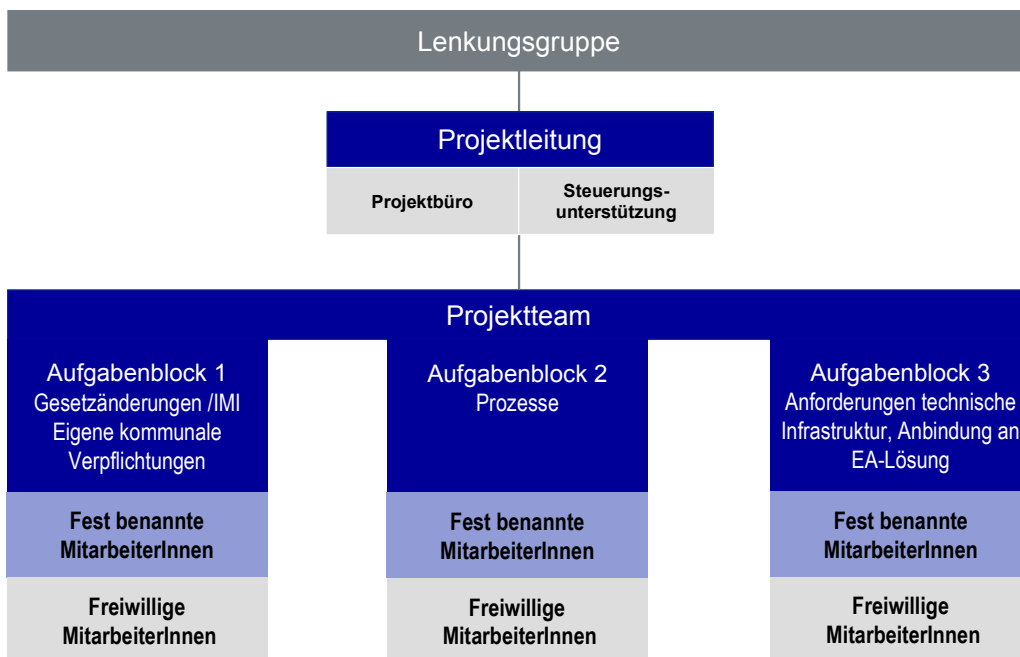 Lenkungsgruppe
Projektleitung
Projektbüro
Steuerungs-
unterstützung
Projektteam
Aufgabenblock 1
Gesetzänderungen /IMI
Eigene kommunale
Verpflichtungen
Aufgabenblock 2
Prozesse
Aufgabenblock 3
Anforderungen technische
Infrastruktur, Anbindung an
EA-Lösung
Fest benannte
MitarbeiterInnen
Fest benannte
MitarbeiterInnen
Fest benannte
MitarbeiterInnen
Freiwillige
MitarbeiterInnen
Freiwillige
MitarbeiterInnen
Freiwillige
MitarbeiterInnen